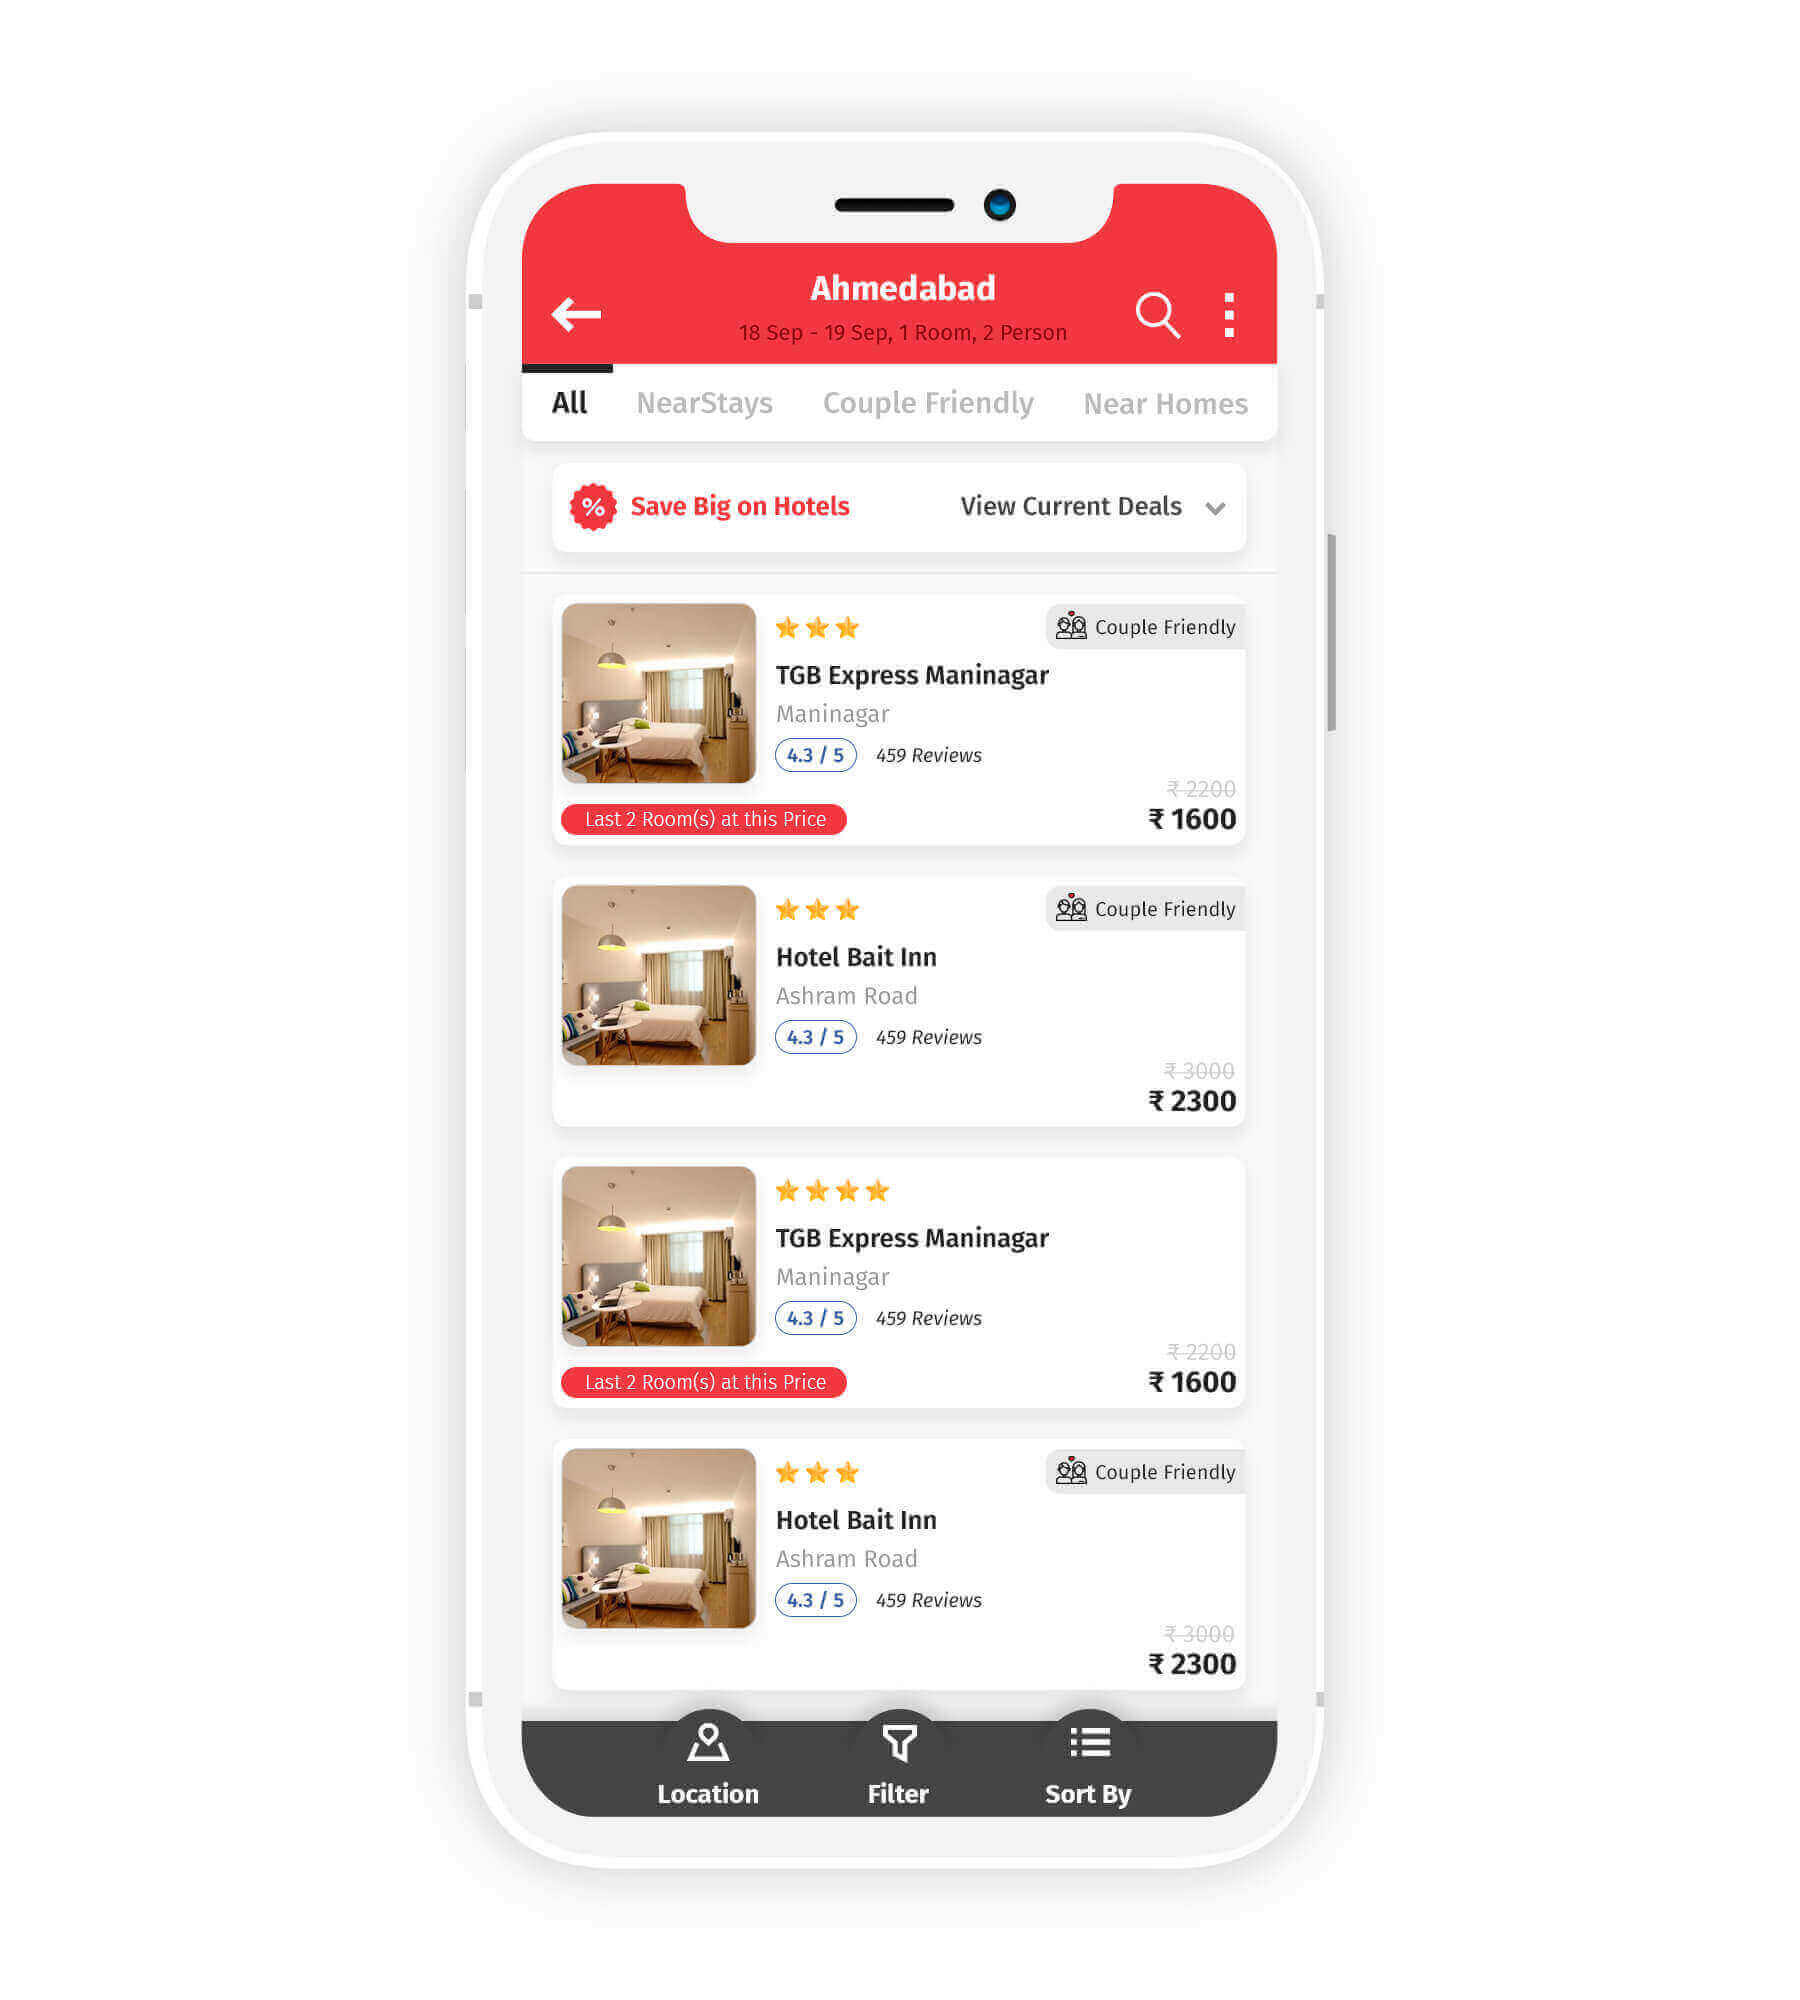 Ahmedabad
18 Sep - 19 Sep, 1 Room, 2 Person
All NearStays Couple Friendly Near Homes
% Save Big on Hotels View Current Deals
Couple Friendly
TGB Express Maninagar
Maninagar
4.3 / 5 459 Reviews
₹ 2200
Last 2 Room(s) at this Price ₹ 1600
Couple Friendly
Hotel Bait Inn
Ashram Road
4.3 / 5 459 Reviews
₹ 3000
₹ 2300
TGB Express Maninagar
Maninagar
4.3 / 5 459 Reviews
₹ 2200
Last 2 Room(s) at this Price ₹ 1600
Couple Friendly
Hotel Bait Inn
Ashram Road
4.3 / 5 459 Reviews
₹ 3000
₹ 2300
Location Filter Sort By